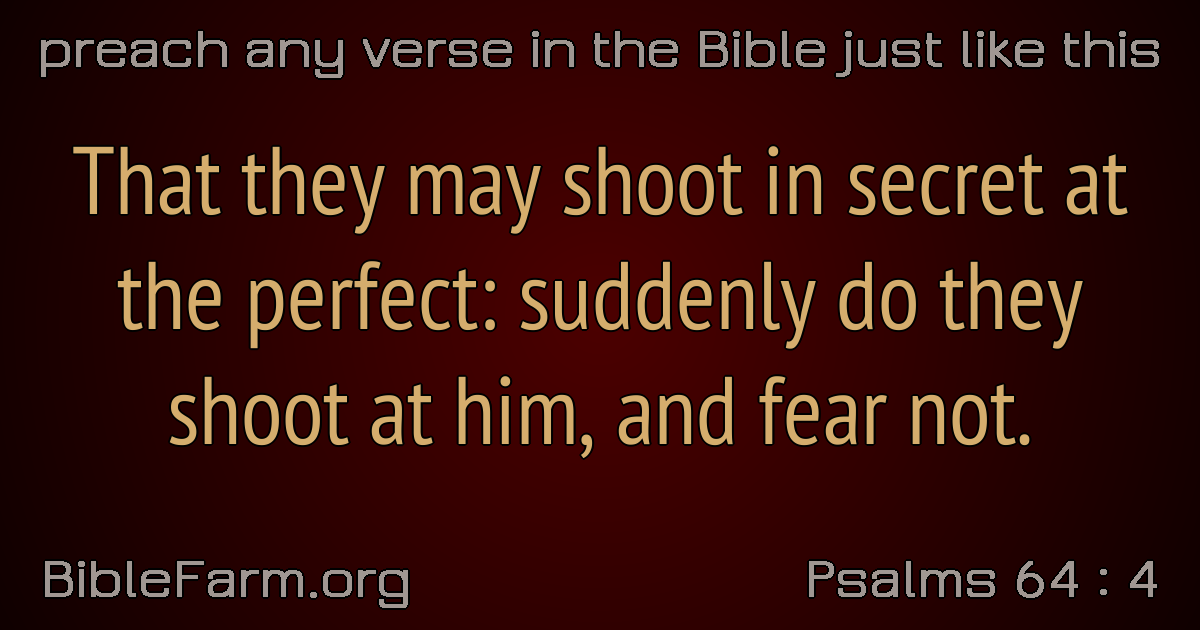 preach any verse in the Bible just like this
That they may shoot in secret at
the perfect: suddenly do they
shoot at him, and fear not.
BibleFarm.org
Psalms 64 : 4